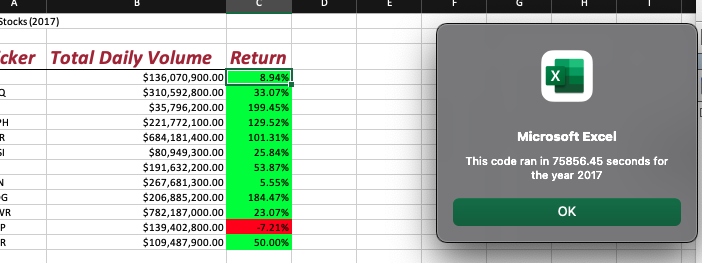 A B C D E F G H I
Stocks (2017)
cker Total Daily Volume Return
$136,070,900.00 8.94%
Q $310,592,800.00 33.07%
$35,796,200.00 199.45%
PH $221,772,100.00 129.52%
R $684,181,400.00 101.31%
SI $80,949,300.00 25.84%
$191,632,200.00 53.87%
N $267,681,300.00 5.55%
G $206,885,200.00 184.47%
WR $782,187,000.00 23.07%
P $139,402,800.00 -7.21%
R $109,487,900.00 50.00%
X
Microsoft Excel
This code ran in 75856.45 seconds for
the year 2017
OK